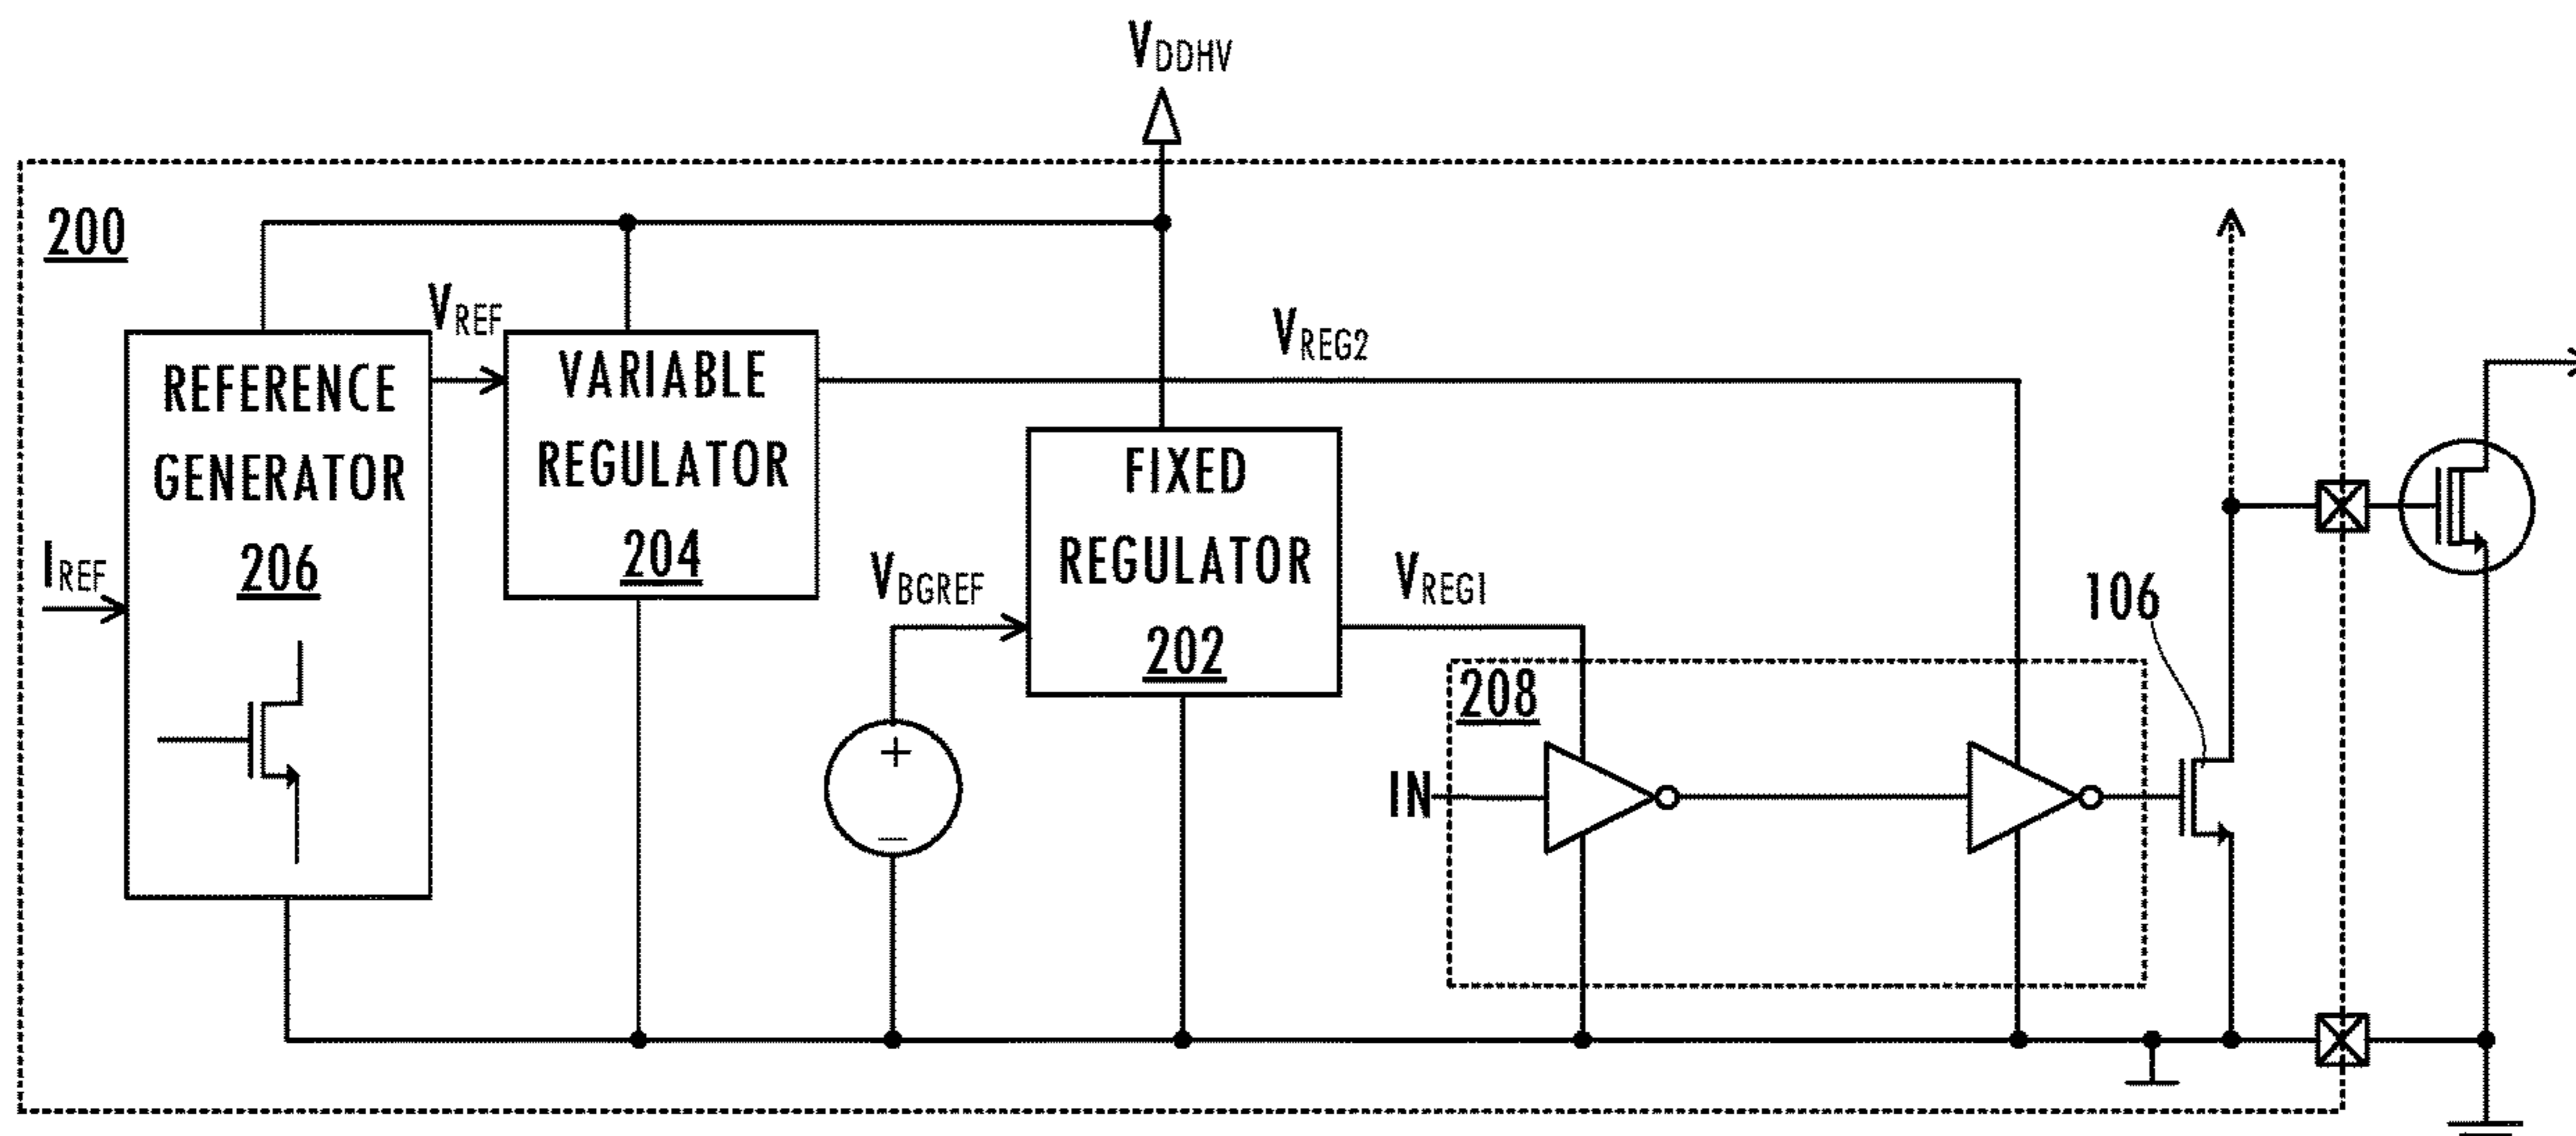 VDDHV
200
VREF
VREG2
REFERENCE
GENERATOR
206
VARIABLE
REGULATOR
204
FIXED
REGULATOR
202
IREF
VBGREF
VREG1
106
208
+
IN
−